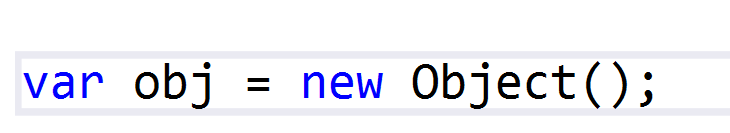 var obj = new Object();